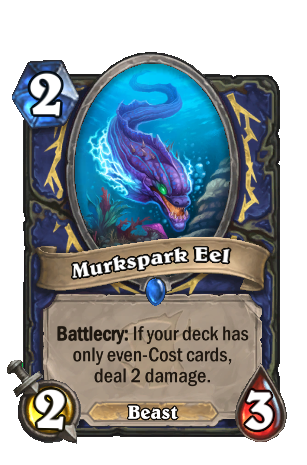 2
Murkspark Eel
Battlecry: If your deck has
only even-Cost cards,
deal 2 damage.
2
Beast
3